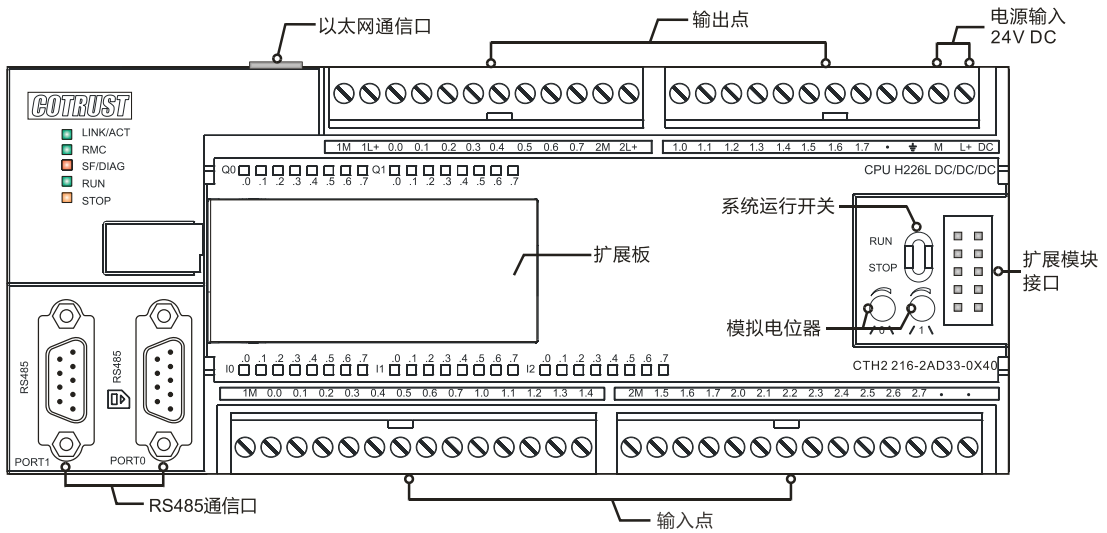 以太网通信口
输出点
电源输入
24V DC
COTRUST
LINK/ACT
RMC
SF/DIAG
RUN
STOP
1M 1L+ 0.0 0.1 0.2 0.3 0.4 0.5 0.6 0.7 2M 2L+
1.0 1.1 1.2 1.3 1.4 1.5 1.6 1.7 • ⏚ M L+ DC
Q0 .0 .1 .2 .3 .4 .5 .6 .7
Q1 .0 .1 .2 .3 .4 .5 .6 .7
CPU H226L DC/DC/DC
系统运行开关
RUN
STOP
扩展板
扩展模块
接口
模拟电位器
0 1
RS485
RS485
I0 .0 .1 .2 .3 .4 .5 .6 .7
I1 .0 .1 .2 .3 .4 .5 .6 .7
I2 .0 .1 .2 .3 .4 .5 .6 .7
CTH2 216-2AD33-0X40
1M 0.0 0.1 0.2 0.3 0.4 0.5 0.6 0.7 1.0 1.1 1.2 1.3 1.4
2M 1.5 1.6 1.7 2.0 2.1 2.2 2.3 2.4 2.5 2.6 2.7 • •
PORT1
PORT0
RS485通信口
输入点